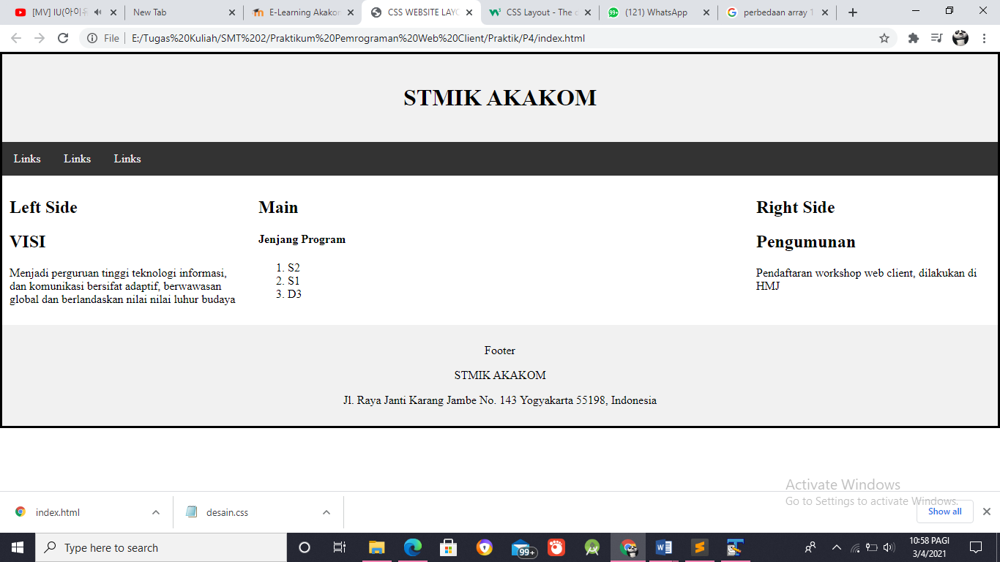 [MV] IU(아이유
New Tab
E-Learning Akakom
CSS WEBSITE LAYO
CSS Layout - The c
(121) WhatsApp
perbedaan array 1
File
E:/Tugas%20Kuliah/SMT%202/Praktikum%20Pemrograman%20Web%20Client/Praktik/P4/index.html
STMIK AKAKOM
Links Links Links
Left Side
VISI
Menjadi perguruan tinggi teknologi informasi,
dan komunikasi bersifat adaptif, berwawasan
global dan berlandaskan nilai nilai luhur budaya
Main
Jenjang Program
1. S2
2. S1
3. D3
Right Side
Pengumunan
Pendaftaran workshop web client, dilakukan di
HMJ
Footer
STMIK AKAKOM
Jl. Raya Janti Karang Jambe No. 143 Yogyakarta 55198, Indonesia
Activate Windows
Go to Settings to activate Windows.
index.html
desain.css
Show all
Type here to search
99+
10:58 PAGI
3/4/2021